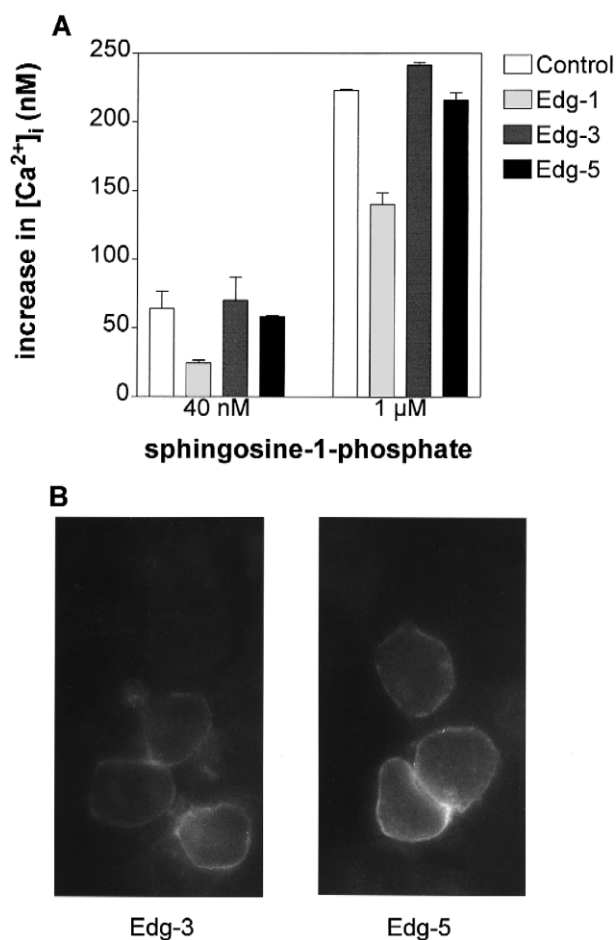 A
increase in [Ca²⁺]ᵢ (nM)
250
200
150
100
50
0
40 nM
1 µM
sphingosine-1-phosphate
Control
Edg-1
Edg-3
Edg-5
B
Edg-3
Edg-5